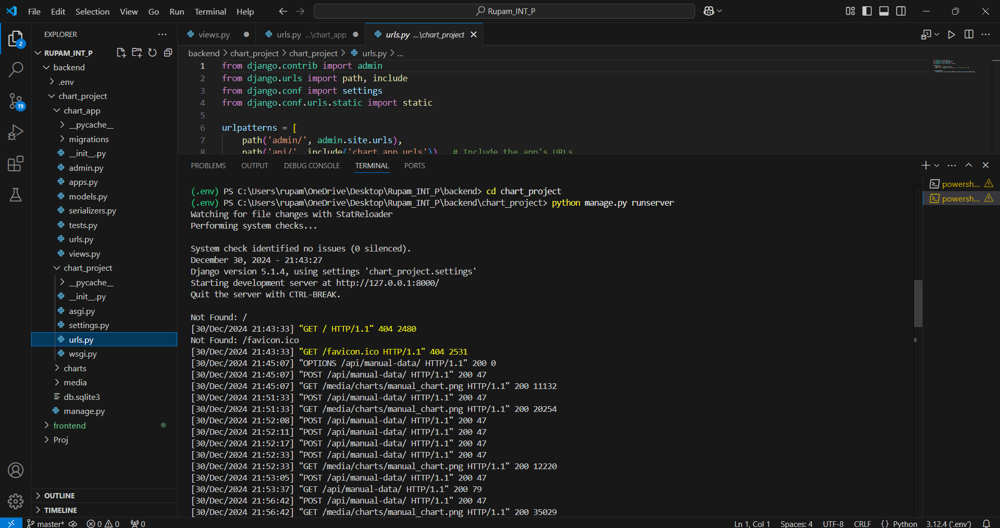 File Edit Selection View Go Run Terminal Help
Rupam_INT_P
2
19
EXPLORER
RUPAM_INT_P
backend
.env
chart_project
chart_app
__pycache__
migrations
__init__.py
admin.py
apps.py
models.py
serializers.py
tests.py
urls.py
views.py
chart_project
__pycache__
__init__.py
asgi.py
settings.py
urls.py
wsgi.py
charts
media
db.sqlite3
manage.py
frontend
Proj
OUTLINE
TIMELINE
views.py
urls.py ...\chart_app
urls.py ...\chart_project
backend > chart_project > chart_project > urls.py > ...
1 from django.contrib import admin
2 from django.urls import path, include
3 from django.conf import settings
4 from django.conf.urls.static import static
5
6 urlpatterns = [
7 path('admin/', admin.site.urls),
8 path('api/', include('chart_app.urls')), # Include the app's URLs
PROBLEMS OUTPUT DEBUG CONSOLE TERMINAL PORTS
powersh...
powersh...
(.env) PS C:\Users\rupam\OneDrive\Desktop\Rupam_INT_P\backend> cd chart_project
(.env) PS C:\Users\rupam\OneDrive\Desktop\Rupam_INT_P\backend\chart_project> python manage.py runserver
Watching for file changes with StatReloader
Performing system checks...
System check identified no issues (0 silenced).
December 30, 2024 - 21:43:27
Django version 5.1.4, using settings 'chart_project.settings'
Starting development server at http://127.0.0.1:8000/
Quit the server with CTRL-BREAK.
Not Found: /
[30/Dec/2024 21:43:33] "GET / HTTP/1.1" 404 2480
Not Found: /favicon.ico
[30/Dec/2024 21:43:33] "GET /favicon.ico HTTP/1.1" 404 2531
[30/Dec/2024 21:45:07] "OPTIONS /api/manual-data/ HTTP/1.1" 200 0
[30/Dec/2024 21:45:07] "POST /api/manual-data/ HTTP/1.1" 200 47
[30/Dec/2024 21:45:07] "GET /media/charts/manual_chart.png HTTP/1.1" 200 11132
[30/Dec/2024 21:51:33] "POST /api/manual-data/ HTTP/1.1" 200 47
[30/Dec/2024 21:51:33] "GET /media/charts/manual_chart.png HTTP/1.1" 200 20254
[30/Dec/2024 21:52:08] "POST /api/manual-data/ HTTP/1.1" 200 47
[30/Dec/2024 21:52:11] "POST /api/manual-data/ HTTP/1.1" 200 47
[30/Dec/2024 21:52:17] "POST /api/manual-data/ HTTP/1.1" 200 47
[30/Dec/2024 21:52:33] "POST /api/manual-data/ HTTP/1.1" 200 47
[30/Dec/2024 21:52:33] "GET /media/charts/manual_chart.png HTTP/1.1" 200 12220
[30/Dec/2024 21:53:05] "POST /api/manual-data/ HTTP/1.1" 200 47
[30/Dec/2024 21:53:37] "GET /api/manual-data/ HTTP/1.1" 200 79
[30/Dec/2024 21:56:42] "POST /api/manual-data/ HTTP/1.1" 200 47
[30/Dec/2024 21:56:42] "GET /media/charts/manual_chart.png HTTP/1.1" 200 35029
master* 0 0 0 Ln 1, Col 1 Spaces: 4 UTF-8 CRLF {} Python 3.12.4 ('.env')